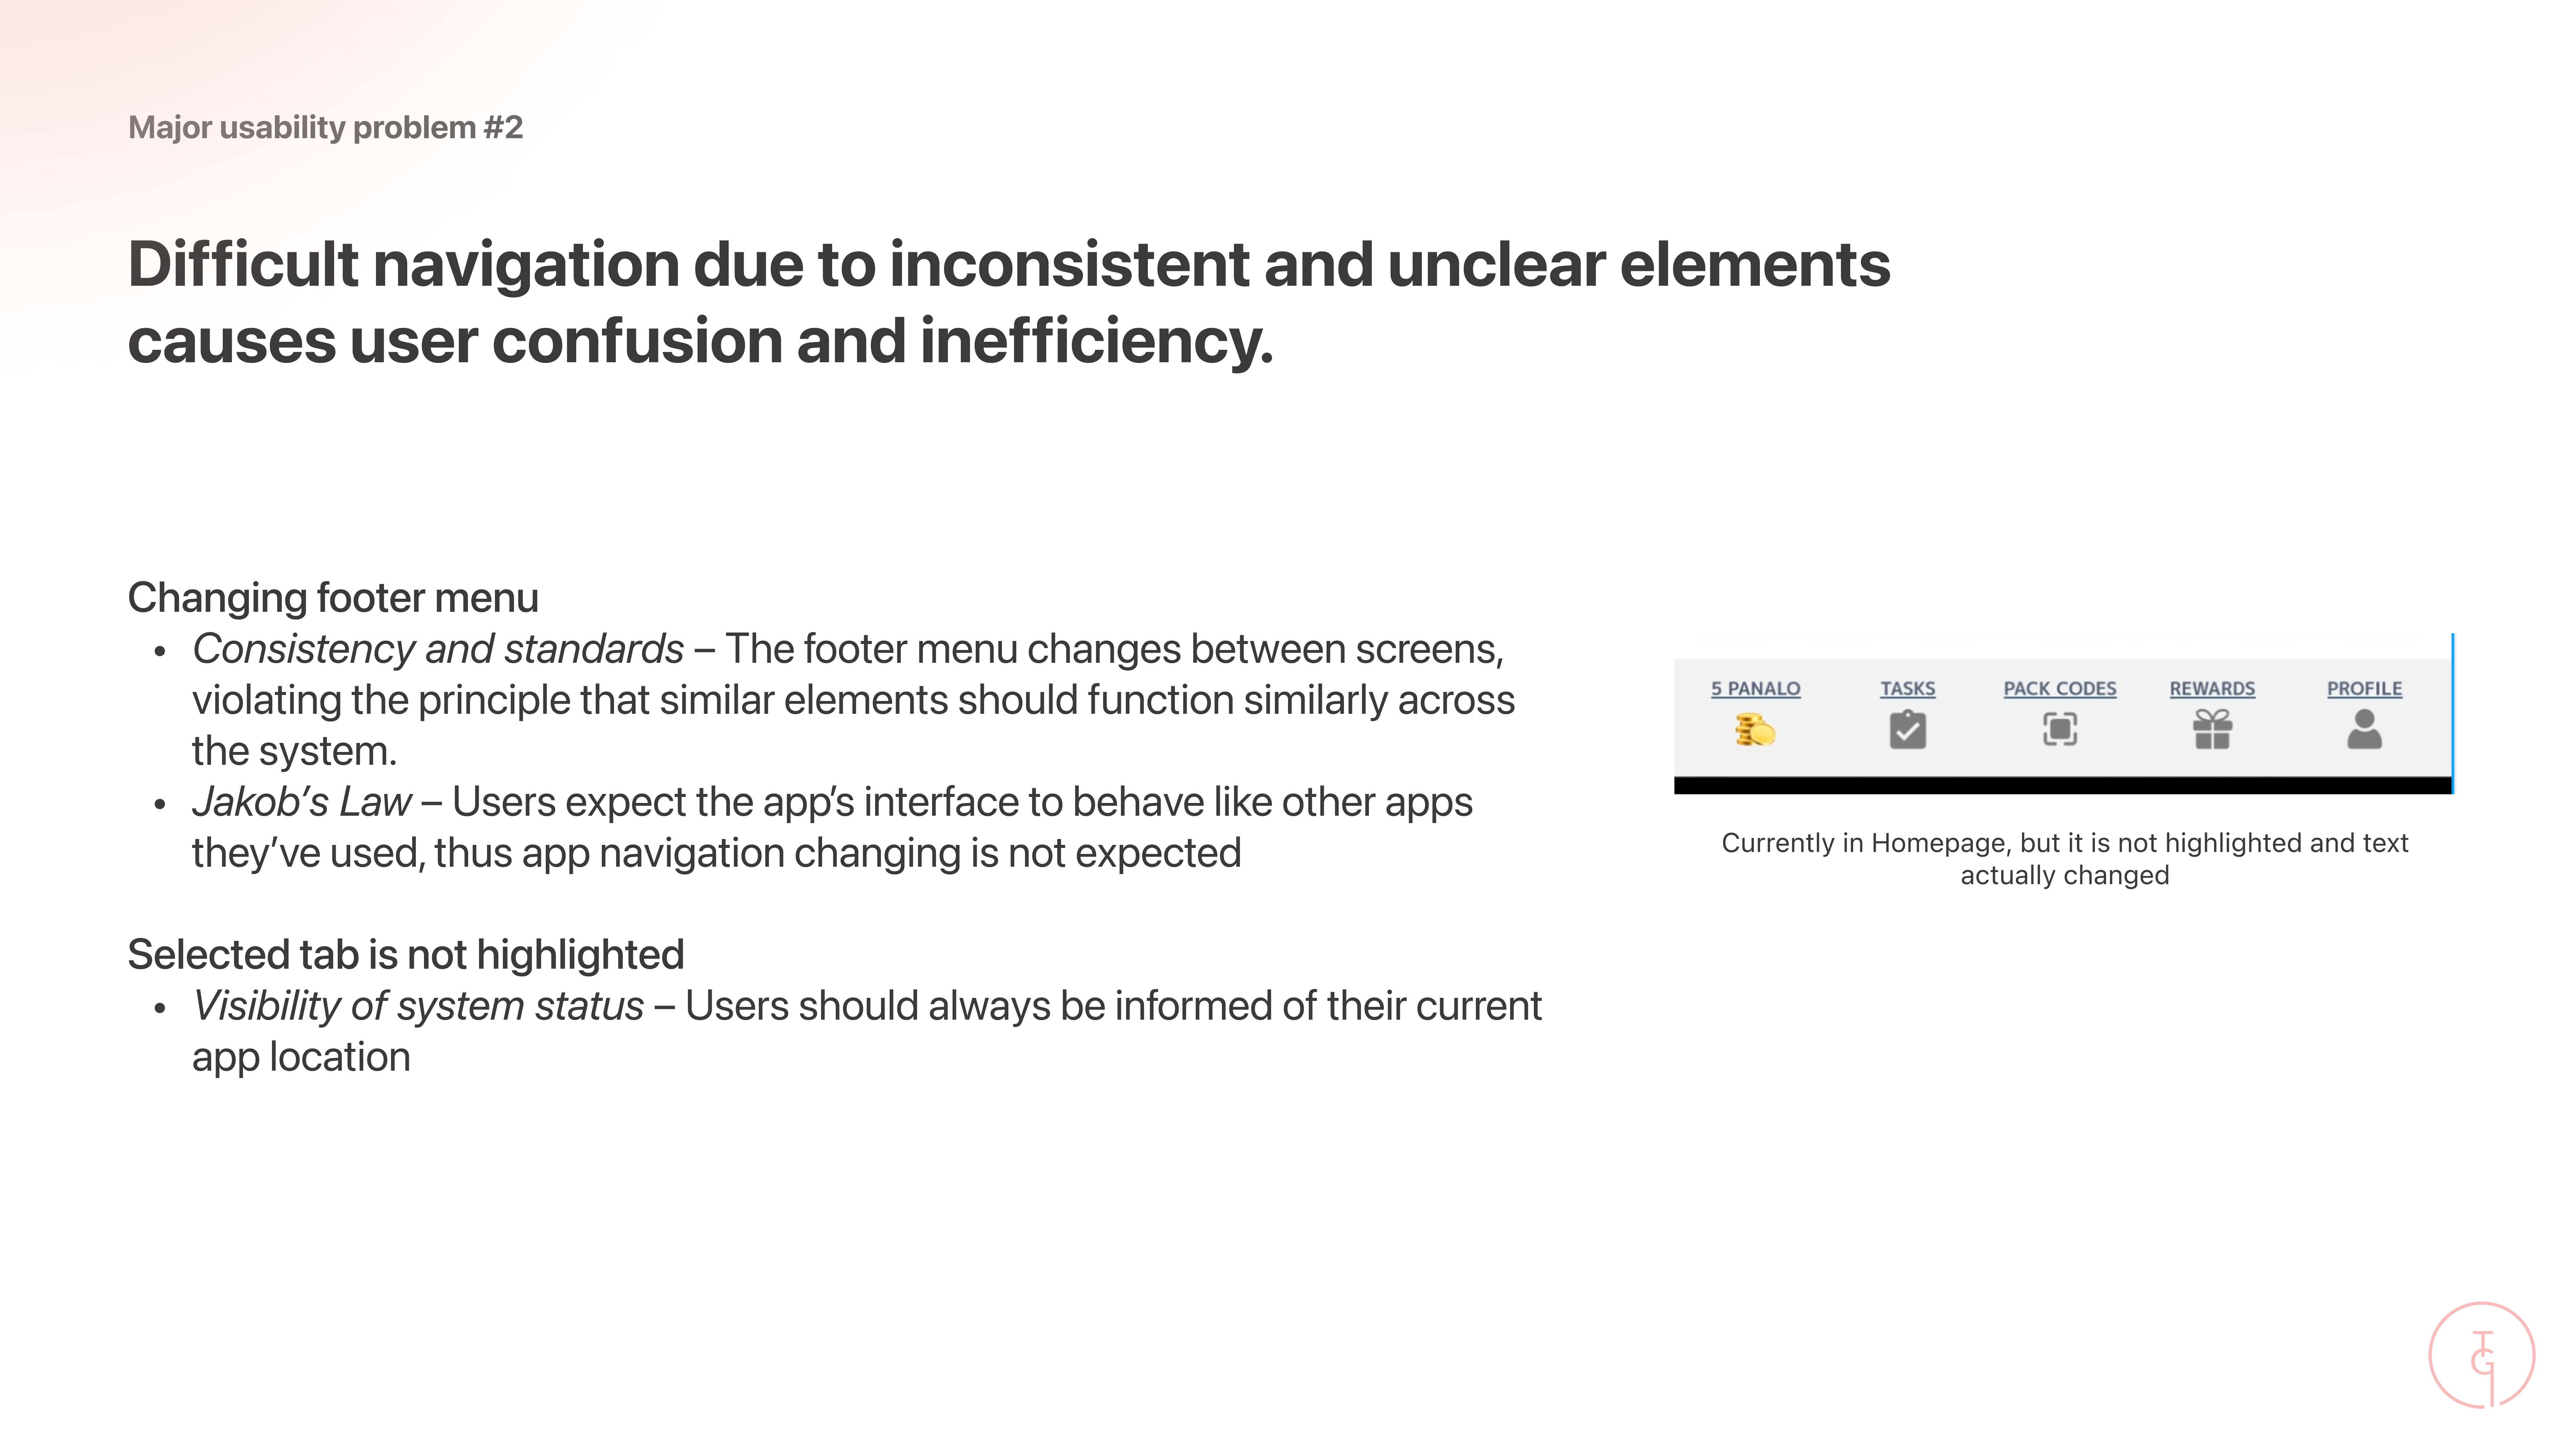 Major usability problem #2
Difficult navigation due to inconsistent and unclear elements
causes user confusion and inefficiency.
Changing footer menu
• Consistency and standards – The footer menu changes between screens,
violating the principle that similar elements should function similarly across
the system.
• Jakob’s Law – Users expect the app’s interface to behave like other apps
they’ve used, thus app navigation changing is not expected
Selected tab is not highlighted
• Visibility of system status – Users should always be informed of their current
app location
5 PANALO TASKS PACK CODES REWARDS PROFILE
Currently in Homepage, but it is not highlighted and text
actually changed
TG